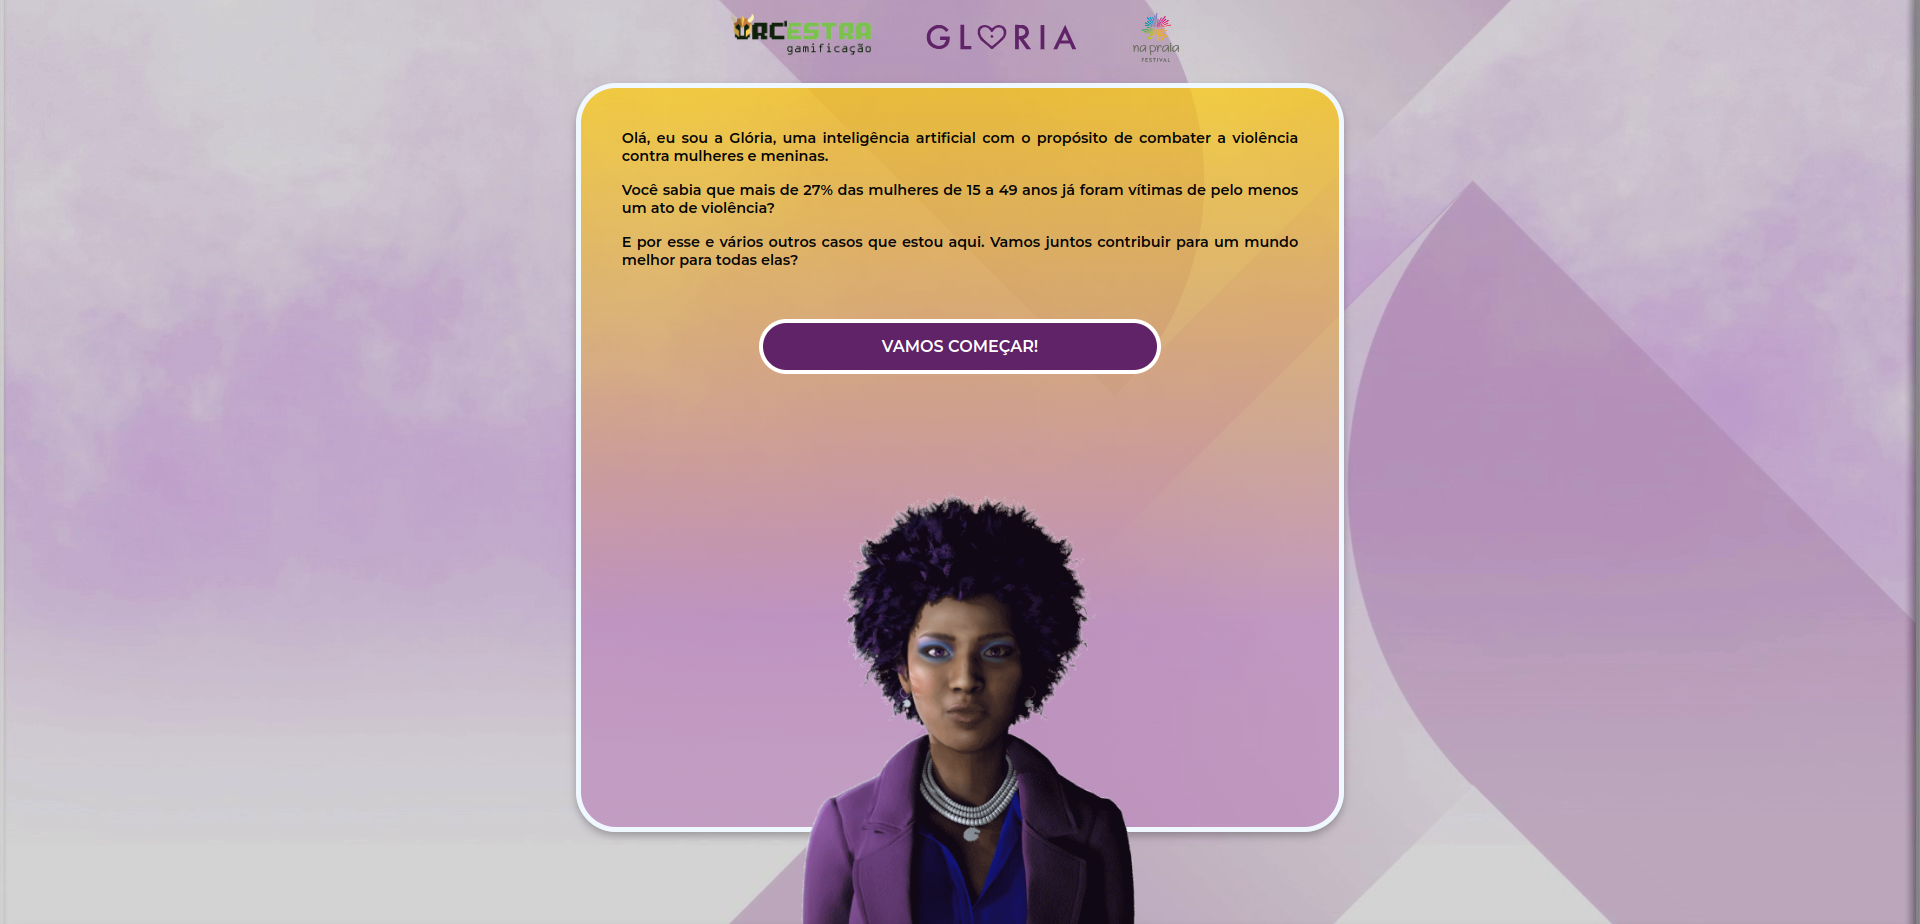 ORC'ESTRA
gamificação
GLORIA
na praia
FESTIVAL
Olá, eu sou a Glória, uma inteligência artificial com o propósito de combater a violência
contra mulheres e meninas.
Você sabia que mais de 27% das mulheres de 15 a 49 anos já foram vítimas de pelo menos
um ato de violência?
E por esse e vários outros casos que estou aqui. Vamos juntos contribuir para um mundo
melhor para todas elas?
VAMOS COMEÇAR!